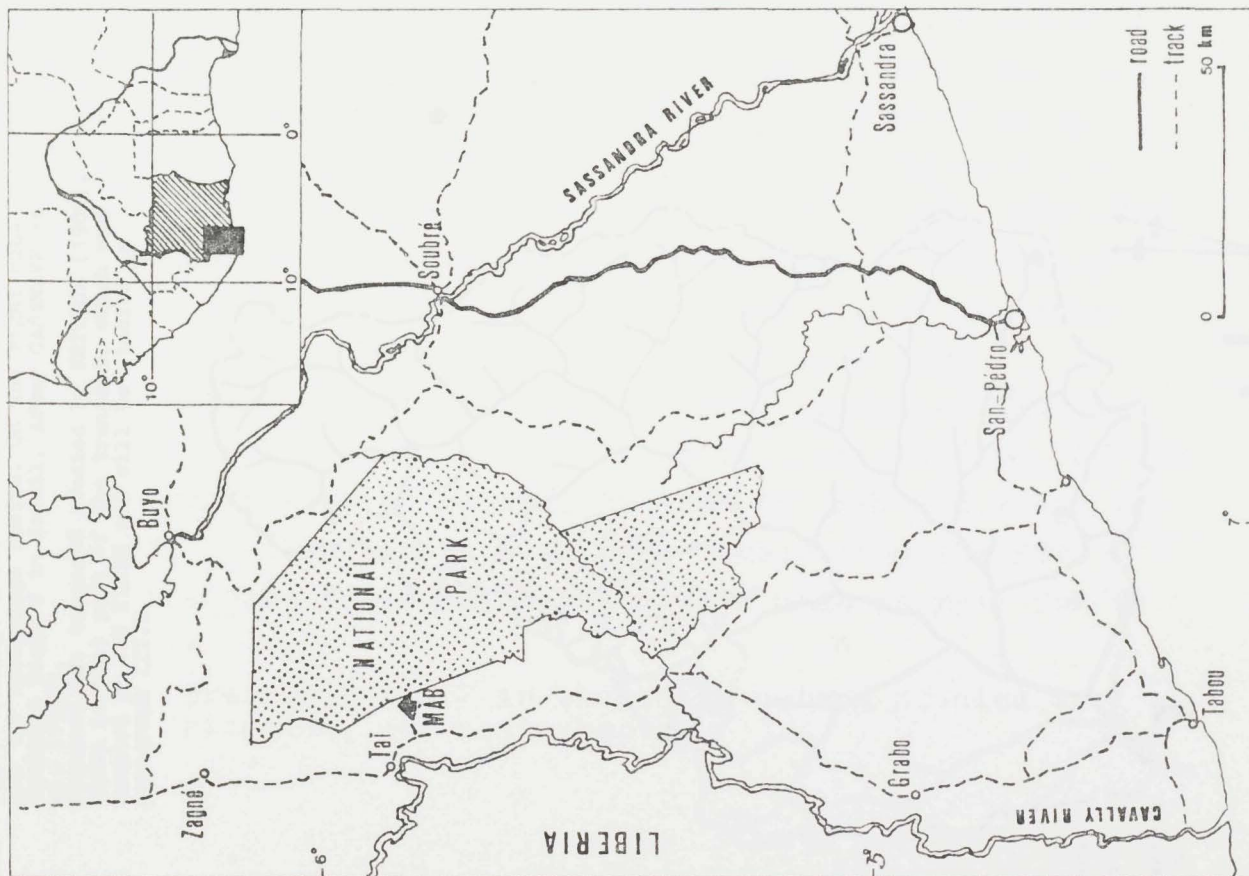 10°
10°
0°
Zagné
Buyo
Soubré
6°
Taï
MAB
NATIONAL
PARK
SASSANDRA RIVER
LIBERIA
Grabo
5°
San-Pédro
Sassandra
CAVALLY RIVER
Tabou
7°
road
track
0 50 km